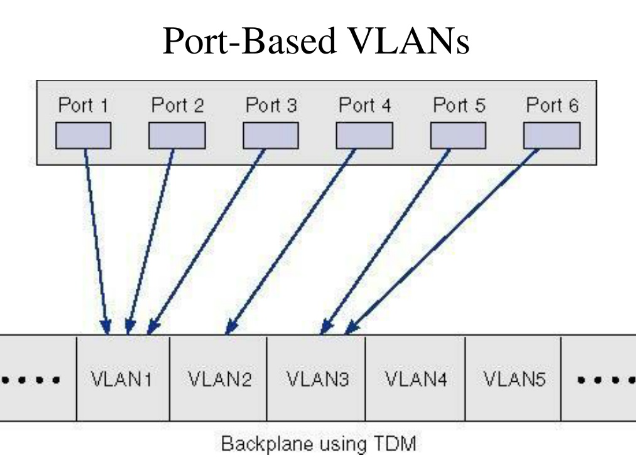 Port-Based VLANs
Port 1 Port 2 Port 3 Port 4 Port 5 Port 6
VLAN1 VLAN2 VLAN3 VLAN4 VLAN5
Backplane using TDM